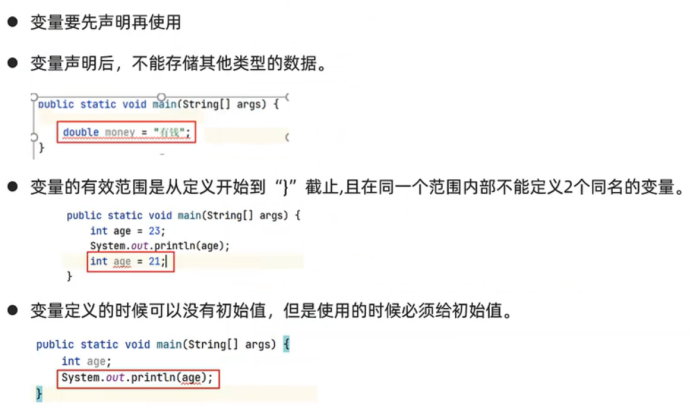 ● 变量要先声明再使用
● 变量声明后，不能存储其他类型的数据。
public static void main(String[] args) {
double money = "有钱";
}
● 变量的有效范围是从定义开始到“}”截止,且在同一个范围内部不能定义2个同名的变量。
public static void main(String[] args) {
int age = 23;
System.out.println(age);
int age = 21;
}
● 变量定义的时候可以没有初始值，但是使用的时候必须给初始值。
public static void main(String[] args) {
int age;
System.out.println(age);
}